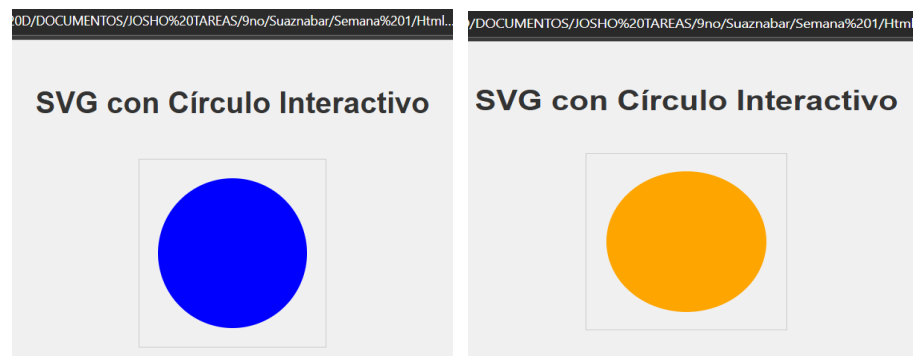 20D/DOCUMENTOS/JOSHO%20TAREAS/9no/Suaznabar/Semana%201/Html...
SVG con Círculo Interactivo
/DOCUMENTOS/JOSHO%20TAREAS/9no/Suaznabar/Semana%201/Html
SVG con Círculo Interactivo